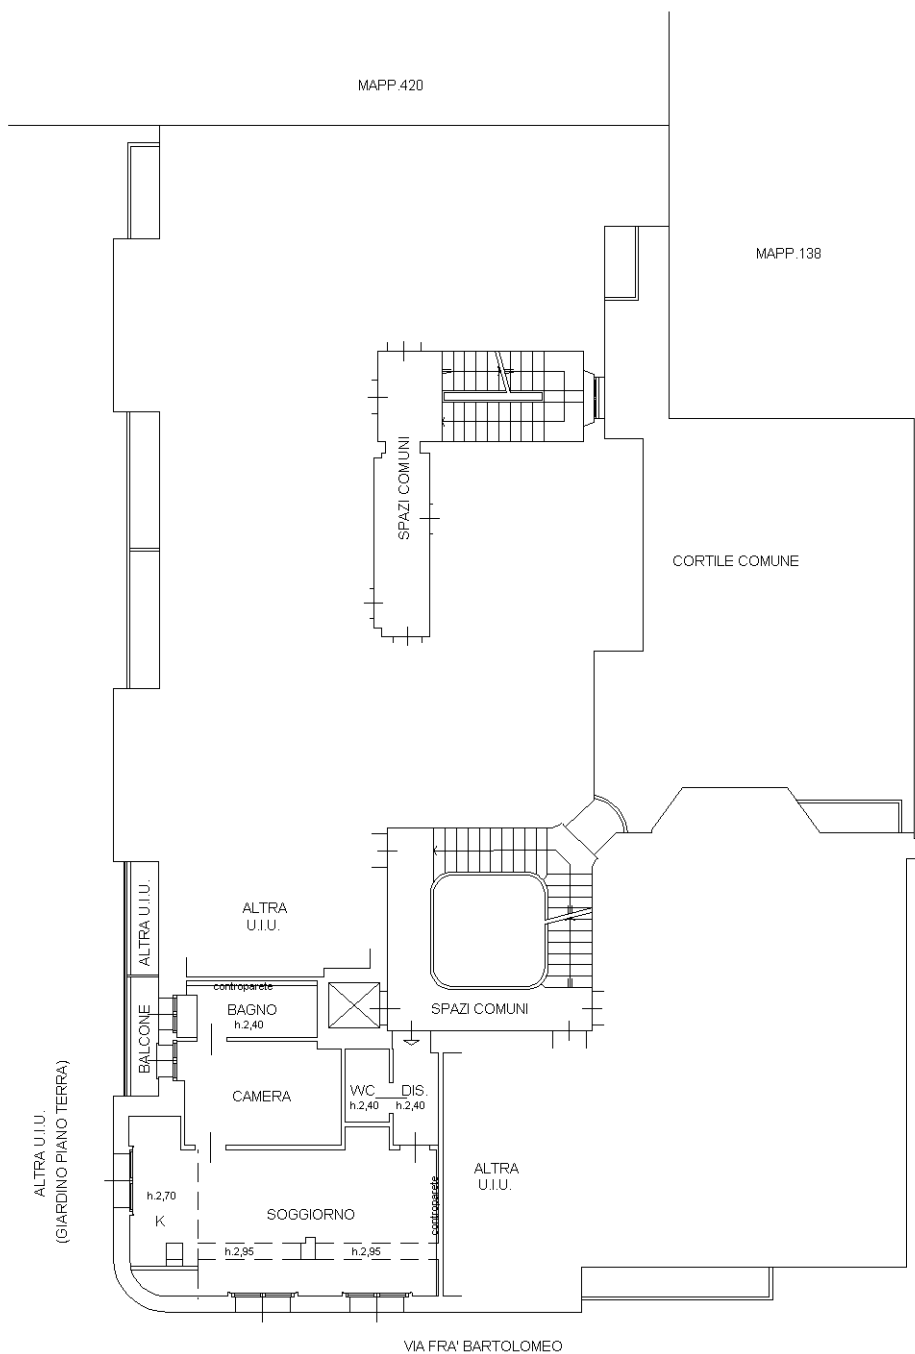 MAPP.420
MAPP.138
SPAZI COMUNI
CORTILE COMUNE
ALTRA U.I.U.
ALTRA
U.I.U.
controparete
BAGNO
h.2,40
SPAZI COMUNI
BALCONE
CAMERA
WC
h.2,40
DIS.
h.2,40
ALTRA U.I.U.
(GIARDINO PIANO TERRA)
ALTRA
U.I.U.
h.2,70
K
SOGGIORNO
controparete
h.2,95
h.2,95
VIA FRA' BARTOLOMEO